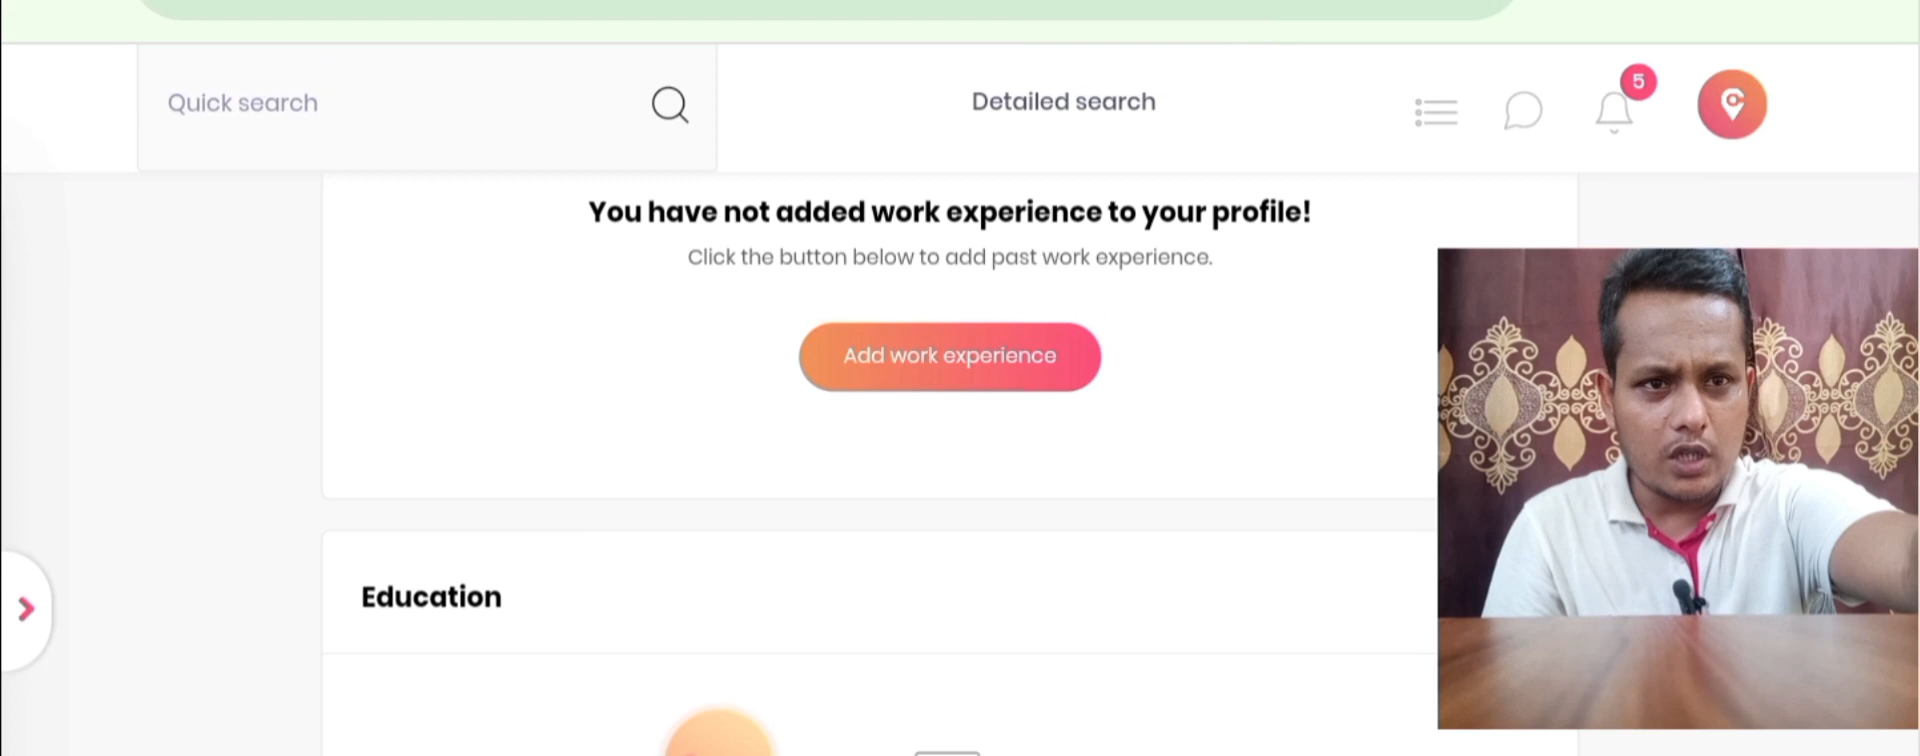 Quick search
Detailed search
5
You have not added work experience to your profile!
Click the button below to add past work experience.
Add work experience
Education